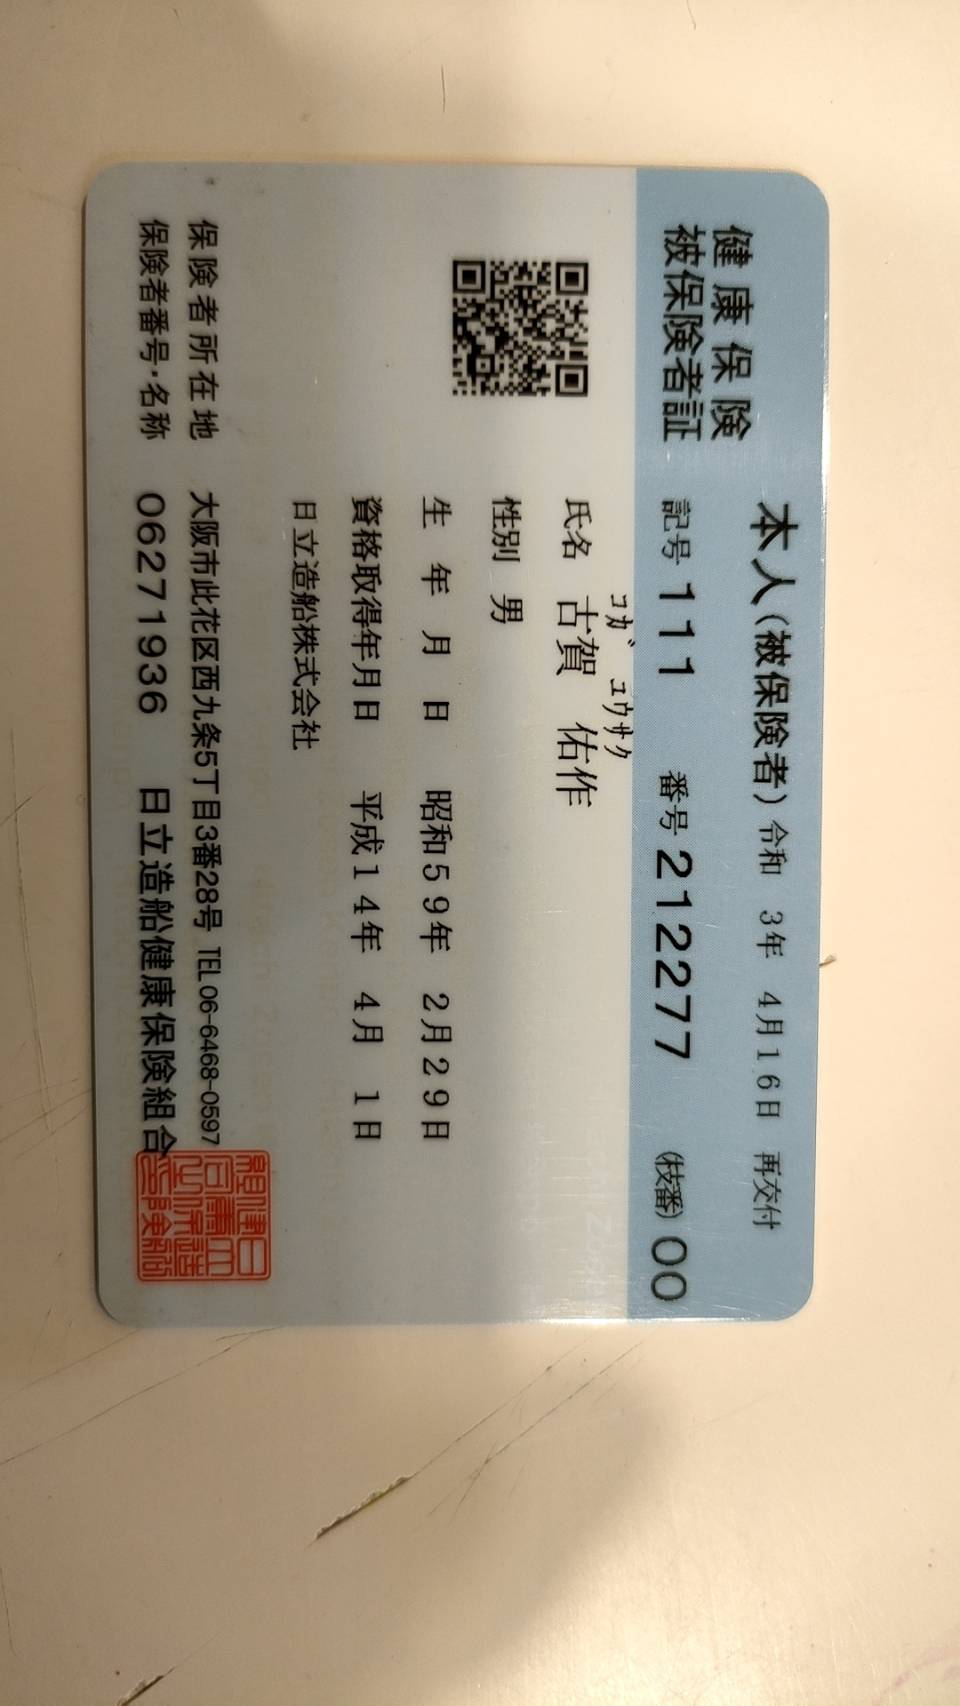 健康保険
被保険者証
本人(被保険者) 令和 3年 4月16日 再交付
記号 111 番号 212277 (枝番) 00
コガ ユウサク
氏名 古賀 佑作
性別 男
生年月日 昭和59年 2月29日
資格取得年月日 平成14年 4月 1日
日立造船株式会社
保険者所在地 大阪市此花区西九条5丁目3番28号 TEL06-6468-0597
保険者番号・名称 06271936 日立造船健康保険組合